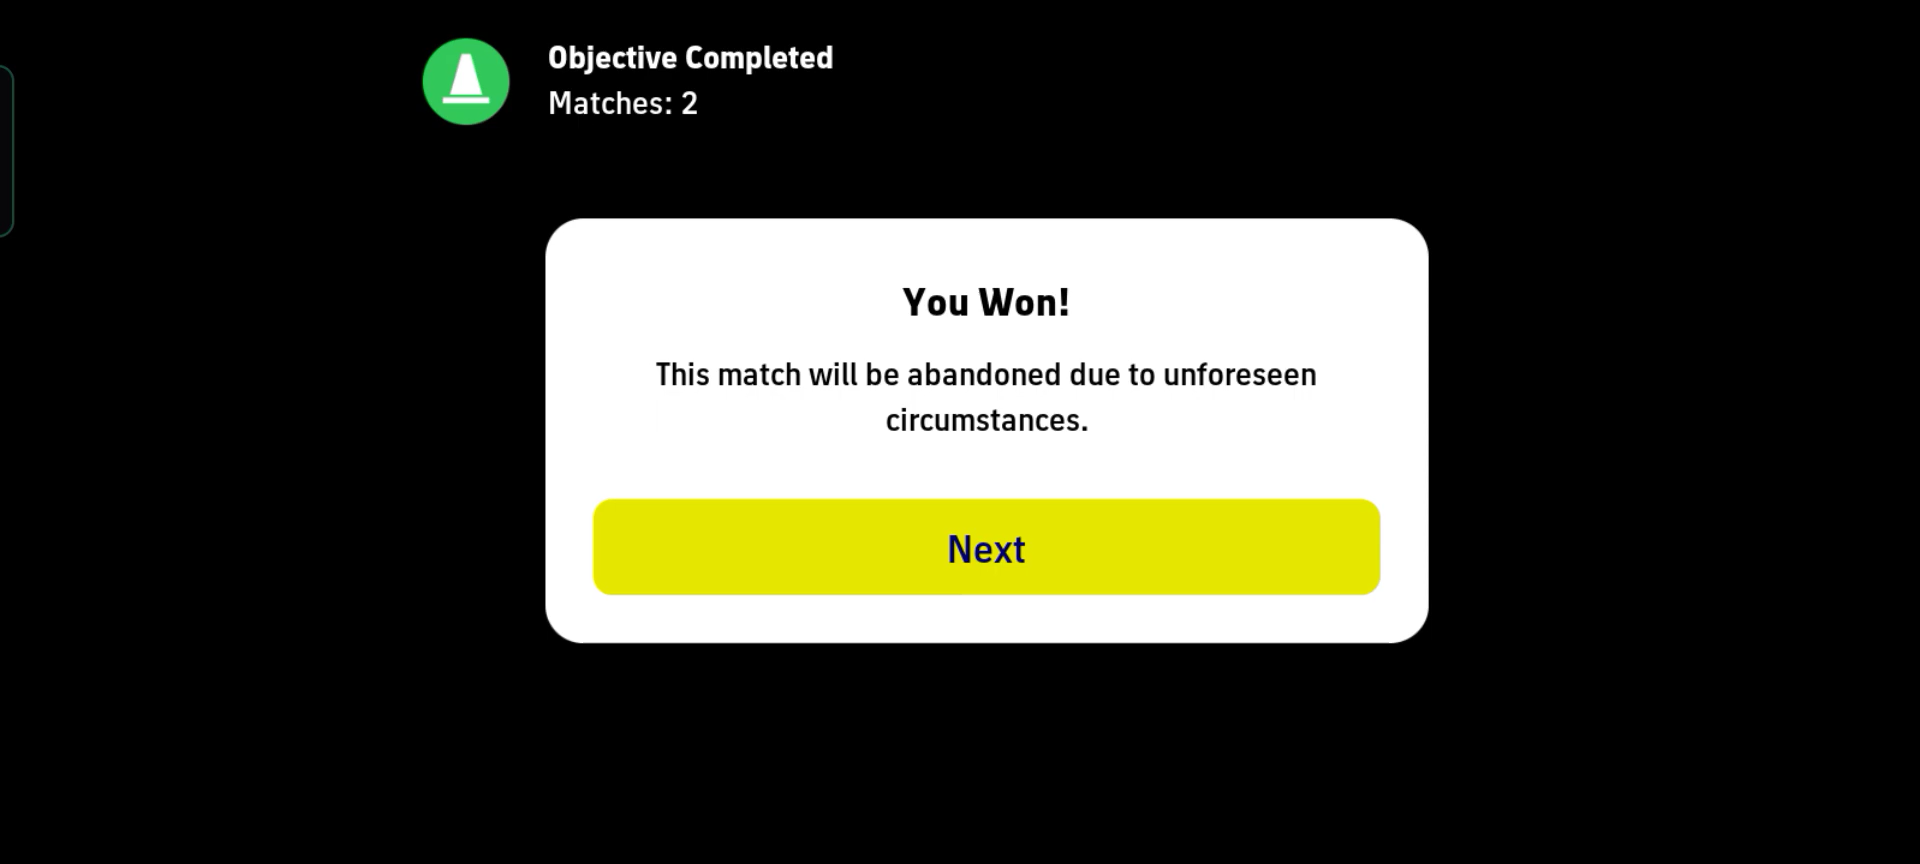 Objective Completed
Matches: 2
You Won!
This match will be abandoned due to unforeseen
circumstances.
Next